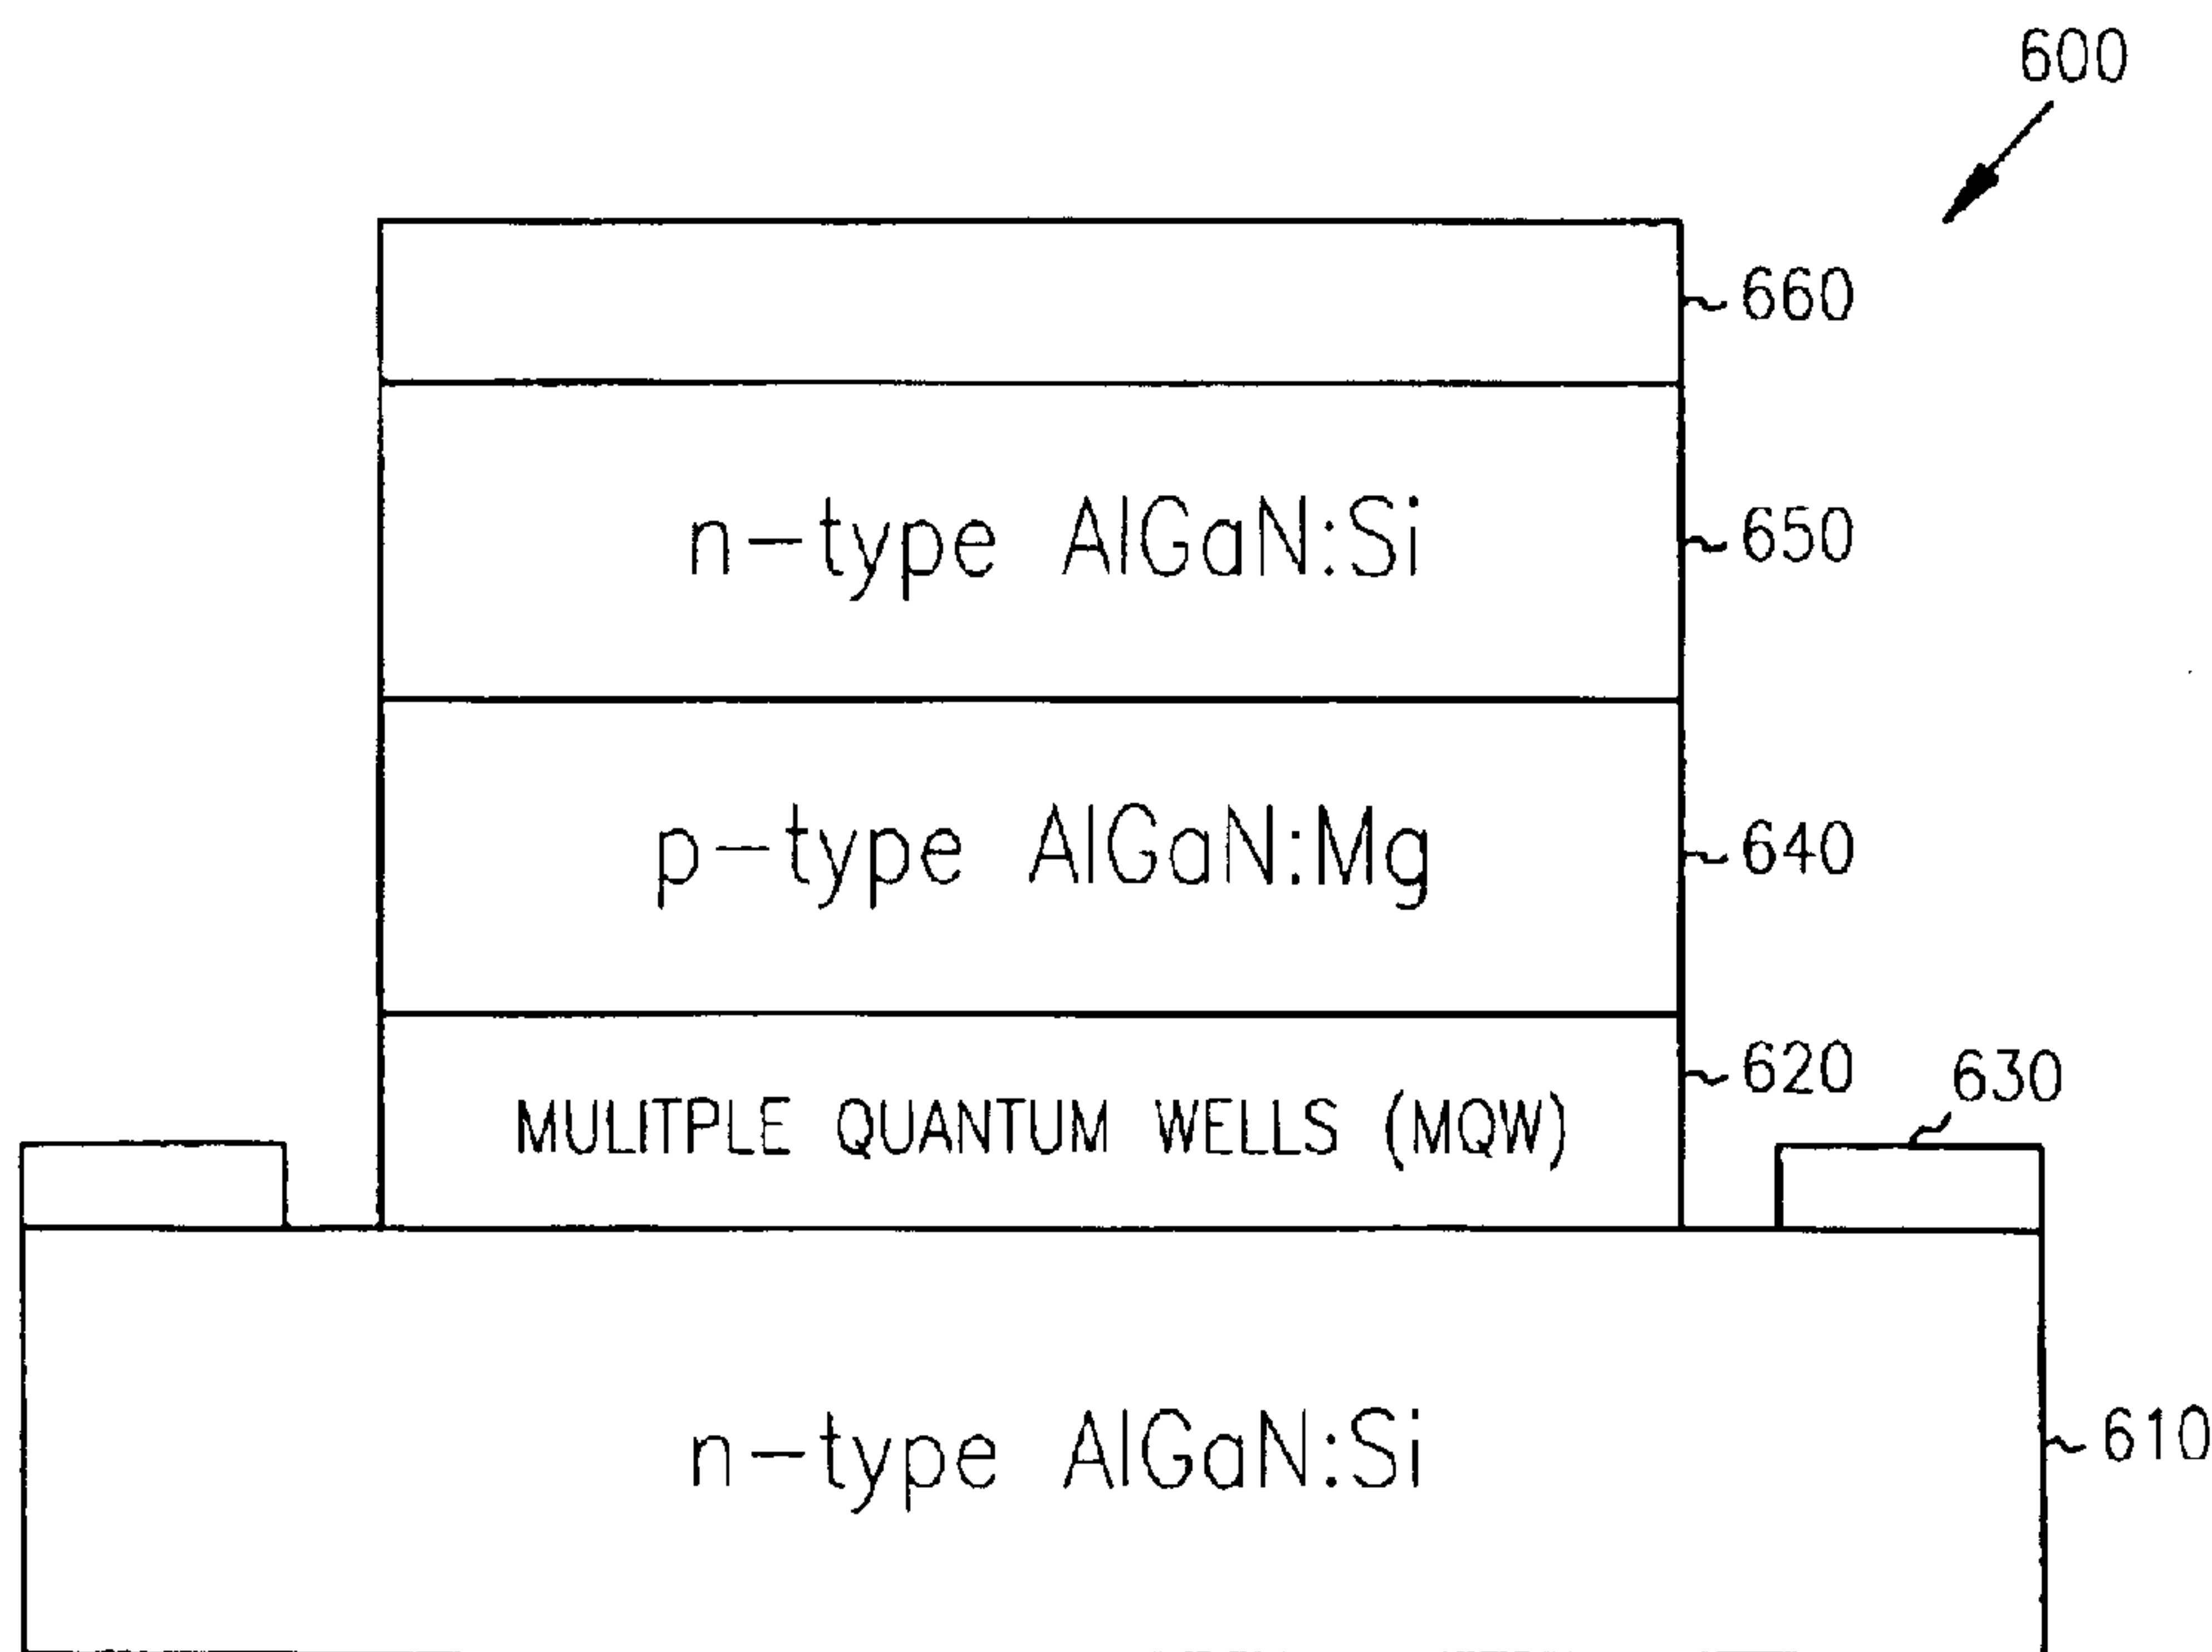 600
660
n-type AlGaN:Si
650
p-type AlGaN:Mg
640
620
630
MULITPLE QUANTUM WELLS (MQW)
n-type AlGaN:Si
610